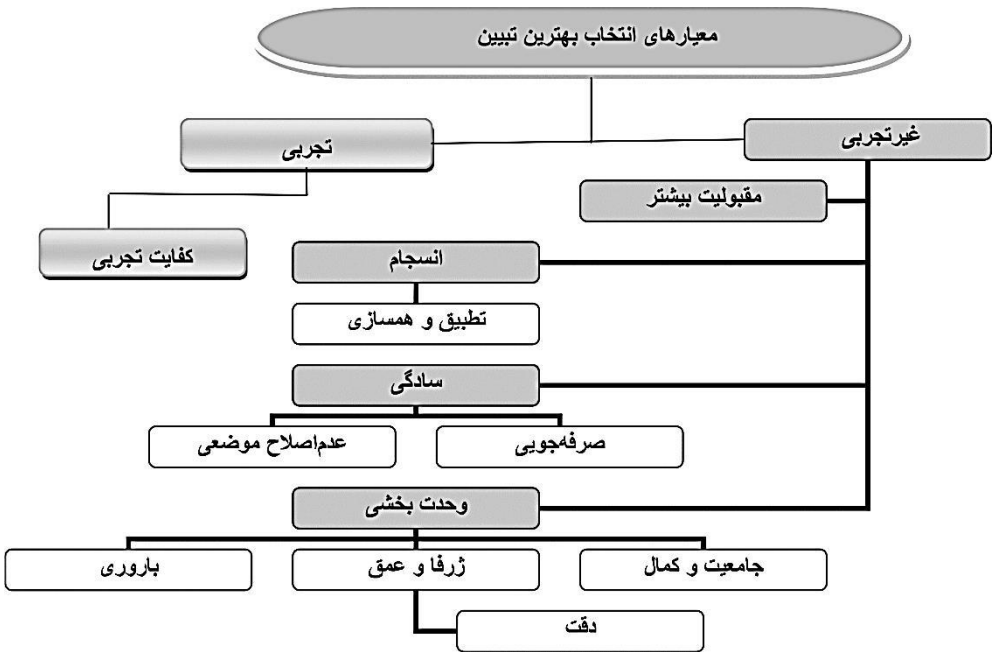 معیارهای انتخاب بهترین تبیین
غیرتجربی
تجربی
مقبولیت بیشتر
کفایت تجربی
انسجام
تطبیق و همسازی
سادگی
صرفه‌جویی
عدم‌اصلاح موضعی
وحدت بخشی
جامعیت و کمال
ژرفا و عمق
باروری
دقت